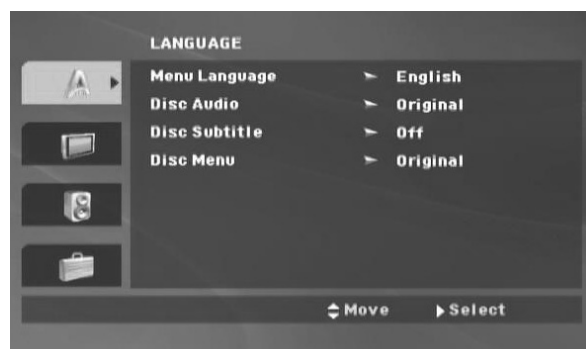 LANGUAGE
Menu Language ► English
Disc Audio ► Original
Disc Subtitle ► Off
Disc Menu ► Original
Move Select